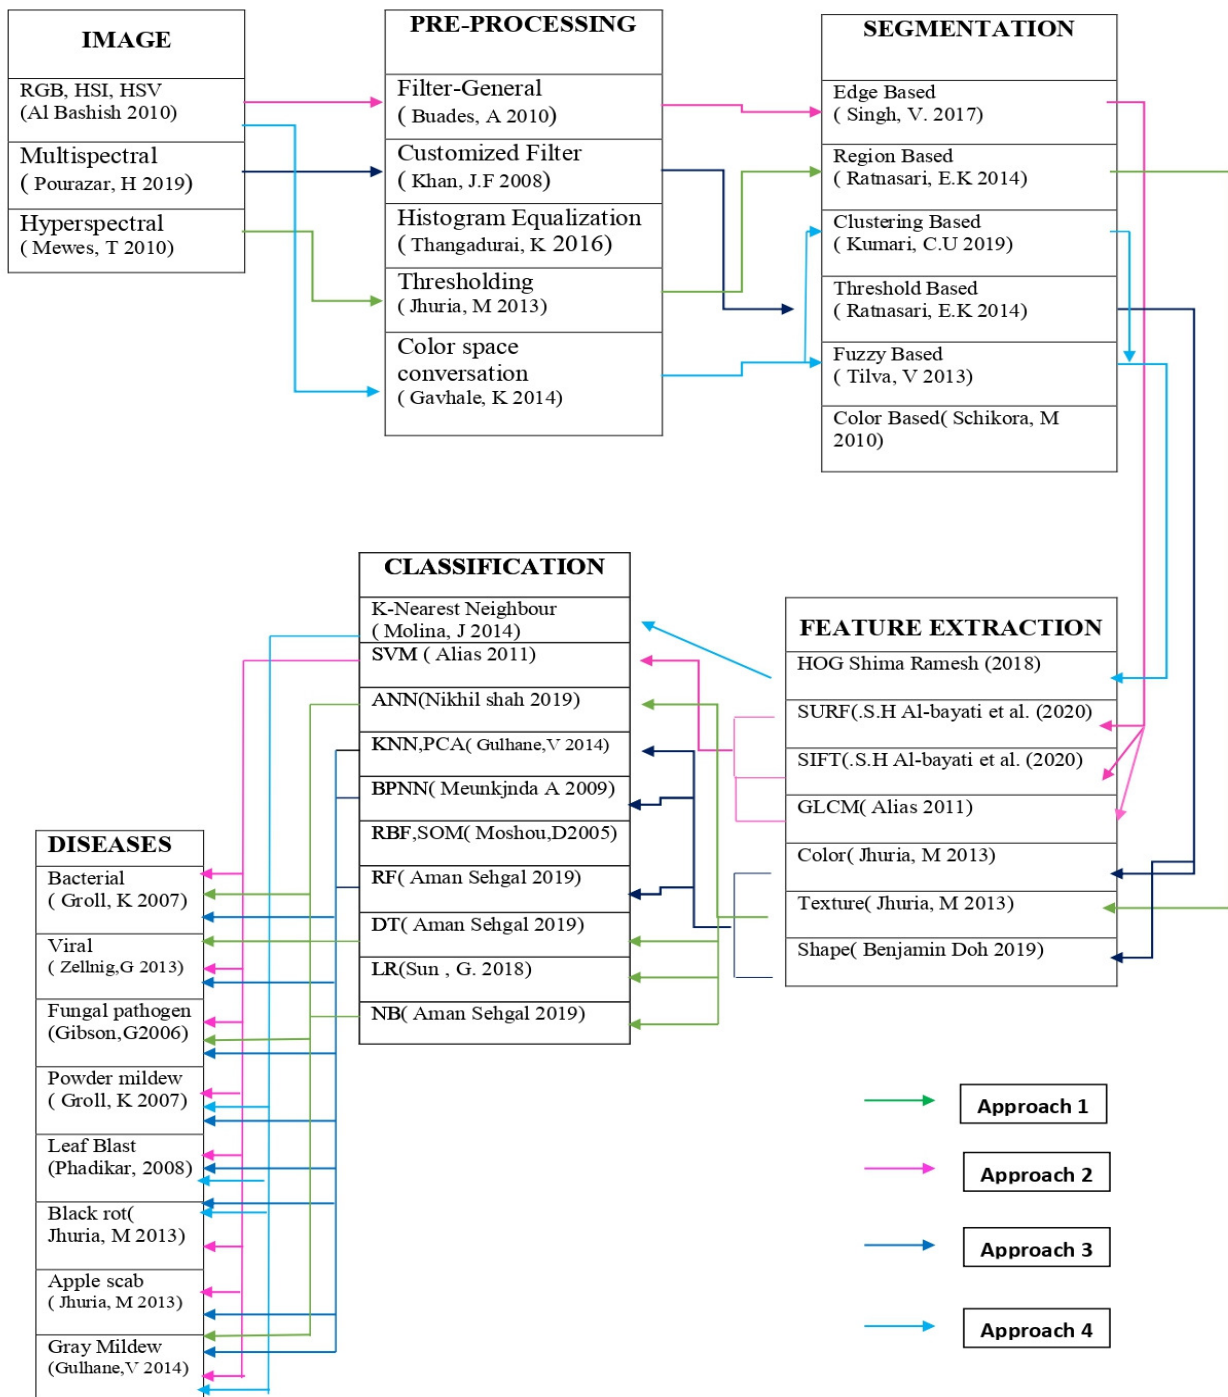 IMAGE
RGB, HSI, HSV
(Al Bashish 2010)
Multispectral
( Pourazar, H 2019)
Hyperspectral
( Mewes, T 2010)
PRE-PROCESSING
Filter-General
( Buades, A 2010)
Customized Filter
( Khan, J.F 2008)
Histogram Equalization
( Thangadurai, K 2016)
Thresholding
( Jhuria, M 2013)
Color space
conversation
( Gavhale, K 2014)
SEGMENTATION
Edge Based
( Singh, V. 2017)
Region Based
( Ratnasari, E.K 2014)
Clustering Based
( Kumari, C.U 2019)
Threshold Based
( Ratnasari, E.K 2014)
Fuzzy Based
( Tilva, V 2013)
Color Based( Schikora, M
2010)
FEATURE EXTRACTION
HOG Shima Ramesh (2018)
SURF(.S.H Al-bayati et al. (2020)
SIFT(.S.H Al-bayati et al. (2020)
GLCM( Alias 2011)
Color( Jhuria, M 2013)
Texture( Jhuria, M 2013)
Shape( Benjamin Doh 2019)
CLASSIFICATION
K-Nearest Neighbour
( Molina, J 2014)
SVM ( Alias 2011)
ANN(Nikhil shah 2019)
KNN,PCA( Gulhane,V 2014)
BPNN( Meunkjnda A 2009)
RBF,SOM( Moshou,D2005)
RF( Aman Sehgal 2019)
DT( Aman Sehgal 2019)
LR(Sun , G. 2018)
NB( Aman Sehgal 2019)
DISEASES
Bacterial
( Groll, K 2007)
Viral
( Zellnig,G 2013)
Fungal pathogen
(Gibson,G2006)
Powder mildew
( Groll, K 2007)
Leaf Blast
(Phadikar, 2008)
Black rot(
Jhuria, M 2013)
Apple scab
( Jhuria, M 2013)
Gray Mildew
(Gulhane,V 2014)
Approach 1
Approach 2
Approach 3
Approach 4